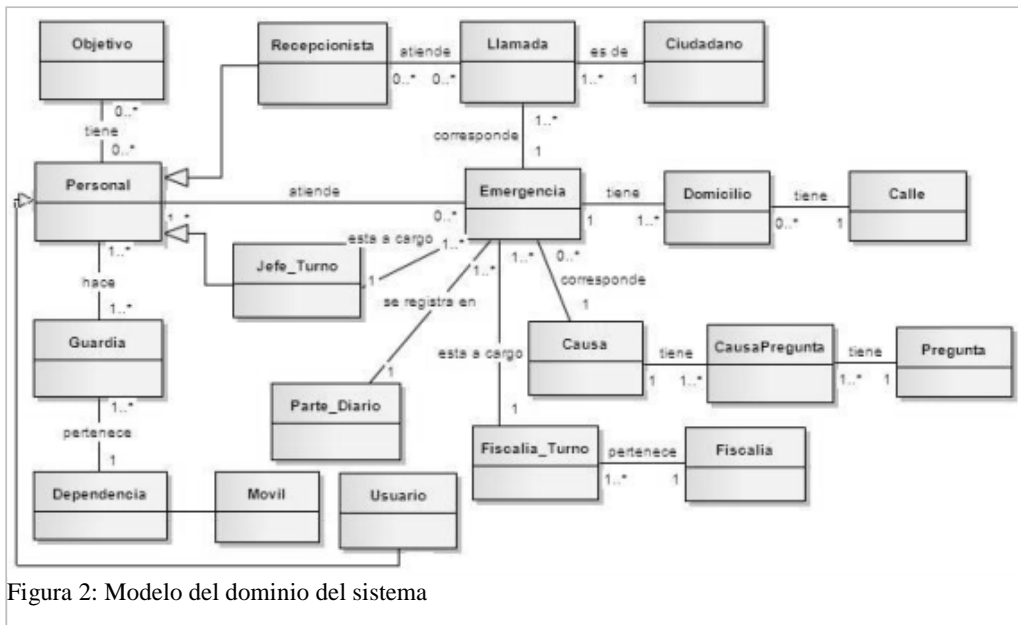 Objetivo
Recepcionista
atiende
0..*
0..*
Llamada
es de
1..*
1
Ciudadano
0..*
tiene
0..*
1..*
corresponde
1
Personal
atiende
1..*
0..*
Emergencia
tiene
1
1..*
Domicilio
tiene
0..*
1
Calle
Jefe_Turno
esta a cargo
1
1..*
1..*
hace
1..*
Guardia
se registra en
1..*
1
1..*
esta a cargo
1
0..*
corresponde
1
Causa
tiene
1
1..*
CausaPregunta
tiene
1..*
1
Pregunta
Parte_Diario
1..*
pertenece
1
Fiscalia_Turno
pertenece
1..*
1
Fiscalia
Dependencia
Movil
Usuario
Figura 2: Modelo del dominio del sistema